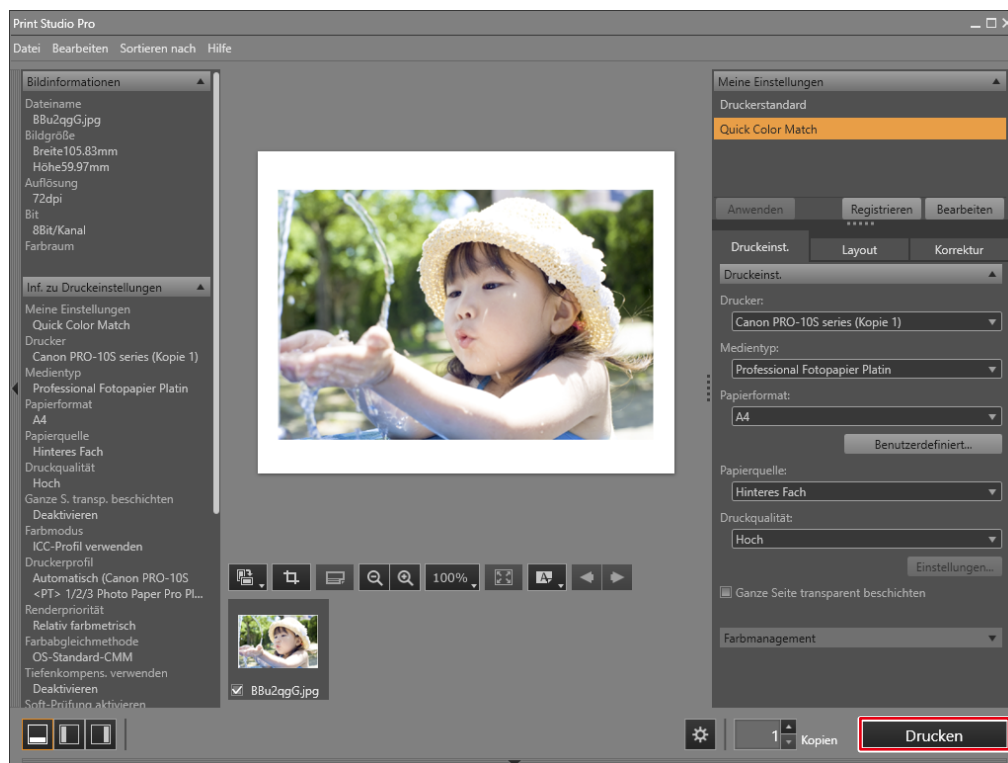 Print Studio Pro
Datei Bearbeiten Sortieren nach Hilfe
Bildinformationen
Dateiname
BBu2qgG.jpg
Bildgröße
Breite105.83mm
Höhe59.97mm
Auflösung
72dpi
Bit
8Bit/Kanal
Farbraum
Inf. zu Druckeinstellungen
Meine Einstellungen
Quick Color Match
Drucker
Canon PRO-10S series (Kopie 1)
Medientyp
Professional Fotopapier Platin
Papierformat
A4
Papierquelle
Hinteres Fach
Druckqualität
Hoch
Ganze S. transp. beschichten
Deaktivieren
Farbmodus
ICC-Profil verwenden
Druckerprofil
Automatisch (Canon PRO-10S
<PT> 1/2/3 Photo Paper Pro Pl...
Renderpriorität
Relativ farbmetrisch
Farbabgleichmethode
OS-Standard-CMM
Tiefenkompens. verwenden
Deaktivieren
Soft-Prüfung aktivieren
100%
A
BBu2qgG.jpg
Meine Einstellungen
Druckerstandard
Quick Color Match
Anwenden Registrieren Bearbeiten
Druckeinst. Layout Korrektur
Druckeinst.
Drucker:
Canon PRO-10S series (Kopie 1)
Medientyp:
Professional Fotopapier Platin
Papierformat:
A4
Benutzerdefiniert...
Papierquelle:
Hinteres Fach
Druckqualität:
Hoch
Einstellungen...
Ganze Seite transparent beschichten
Farbmanagement
1 Kopien Drucken